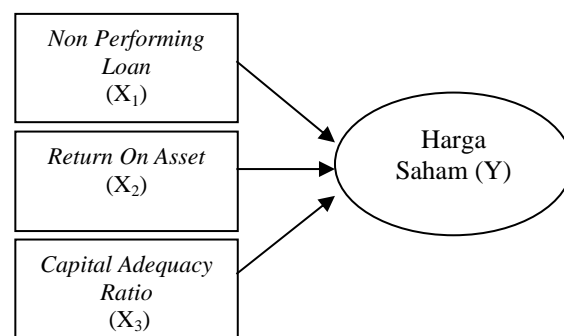 Non Performing
Loan
(X₁)
Return On Asset
(X₂)
Capital Adequacy
Ratio
(X₃)
Harga
Saham (Y)